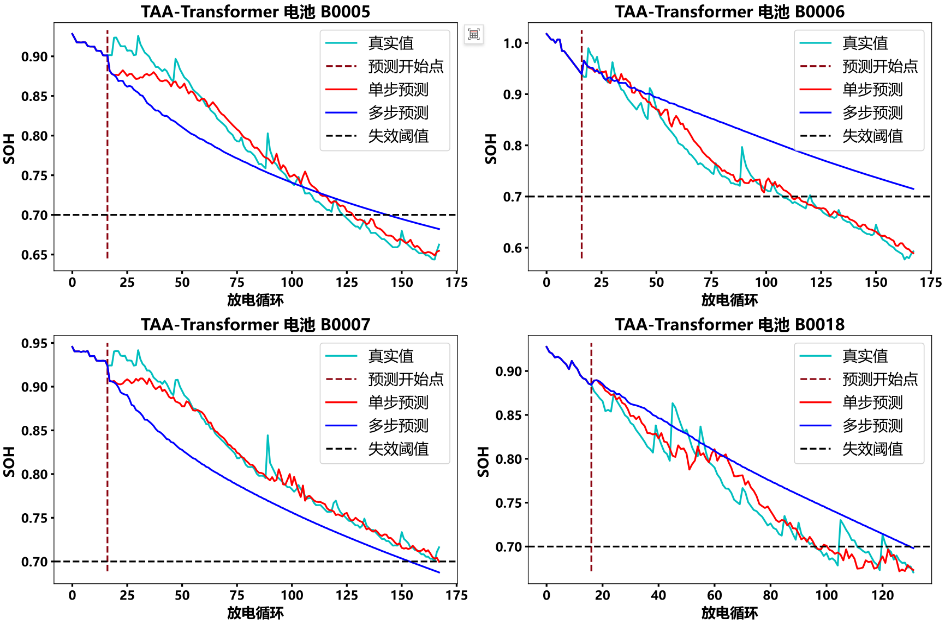 TAA-Transformer 电池 B0005
SOH
0.90
0.85
0.80
0.75
0.70
0.65
真实值
预测开始点
单步预测
多步预测
失效阈值
0 25 50 75 100 125 150 175
放电循环
TAA-Transformer 电池 B0006
SOH
1.0
0.9
0.8
0.7
0.6
真实值
预测开始点
单步预测
多步预测
失效阈值
0 25 50 75 100 125 150 175
放电循环
TAA-Transformer 电池 B0007
SOH
0.95
0.90
0.85
0.80
0.75
0.70
真实值
预测开始点
单步预测
多步预测
失效阈值
0 25 50 75 100 125 150 175
放电循环
TAA-Transformer 电池 B0018
SOH
0.90
0.85
0.80
0.75
0.70
真实值
预测开始点
单步预测
多步预测
失效阈值
0 20 40 60 80 100 120
放电循环